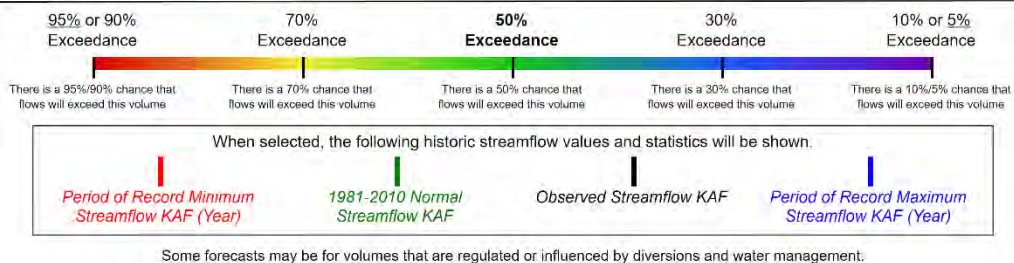 95% or 90% 70% 50% 30% 10% or 5%
Exceedance Exceedance Exceedance Exceedance Exceedance
There is a 95%/90% chance that There is a 70% chance that There is a 50% chance that There is a 30% chance that There is a 10%/5% chance that
flows will exceed this volume flows will exceed this volume flows will exceed this volume flows will exceed this volume flows will exceed this volume
When selected, the following historic streamflow values and statistics will be shown.
Period of Record Minimum 1981-2010 Normal Observed Streamflow KAF Period of Record Maximum
Streamflow KAF (Year) Streamflow KAF Streamflow KAF (Year)
Some forecasts may be for volumes that are regulated or influenced by diversions and water management.